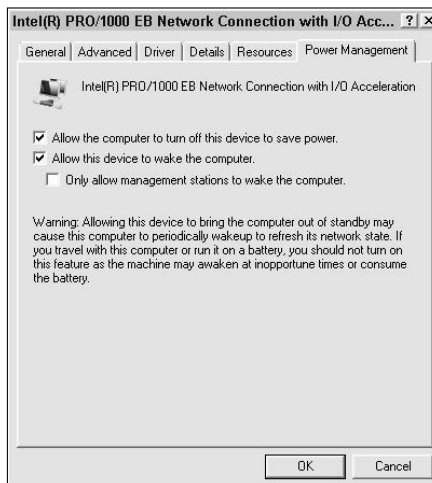 Intel(R) PRO/1000 EB Network Connection with I/O Acc... ? X
General Advanced Driver Details Resources Power Management
Intel(R) PRO/1000 EB Network Connection with I/O Acceleration
Allow the computer to turn off this device to save power.
Allow this device to wake the computer.
Only allow management stations to wake the computer.
Warning: Allowing this device to bring the computer out of standby may
cause this computer to periodically wakeup to refresh its network state. If
you travel with this computer or run it on a battery, you should not turn on
this feature as the machine may awaken at inopportune times or consume
the battery.
OK Cancel